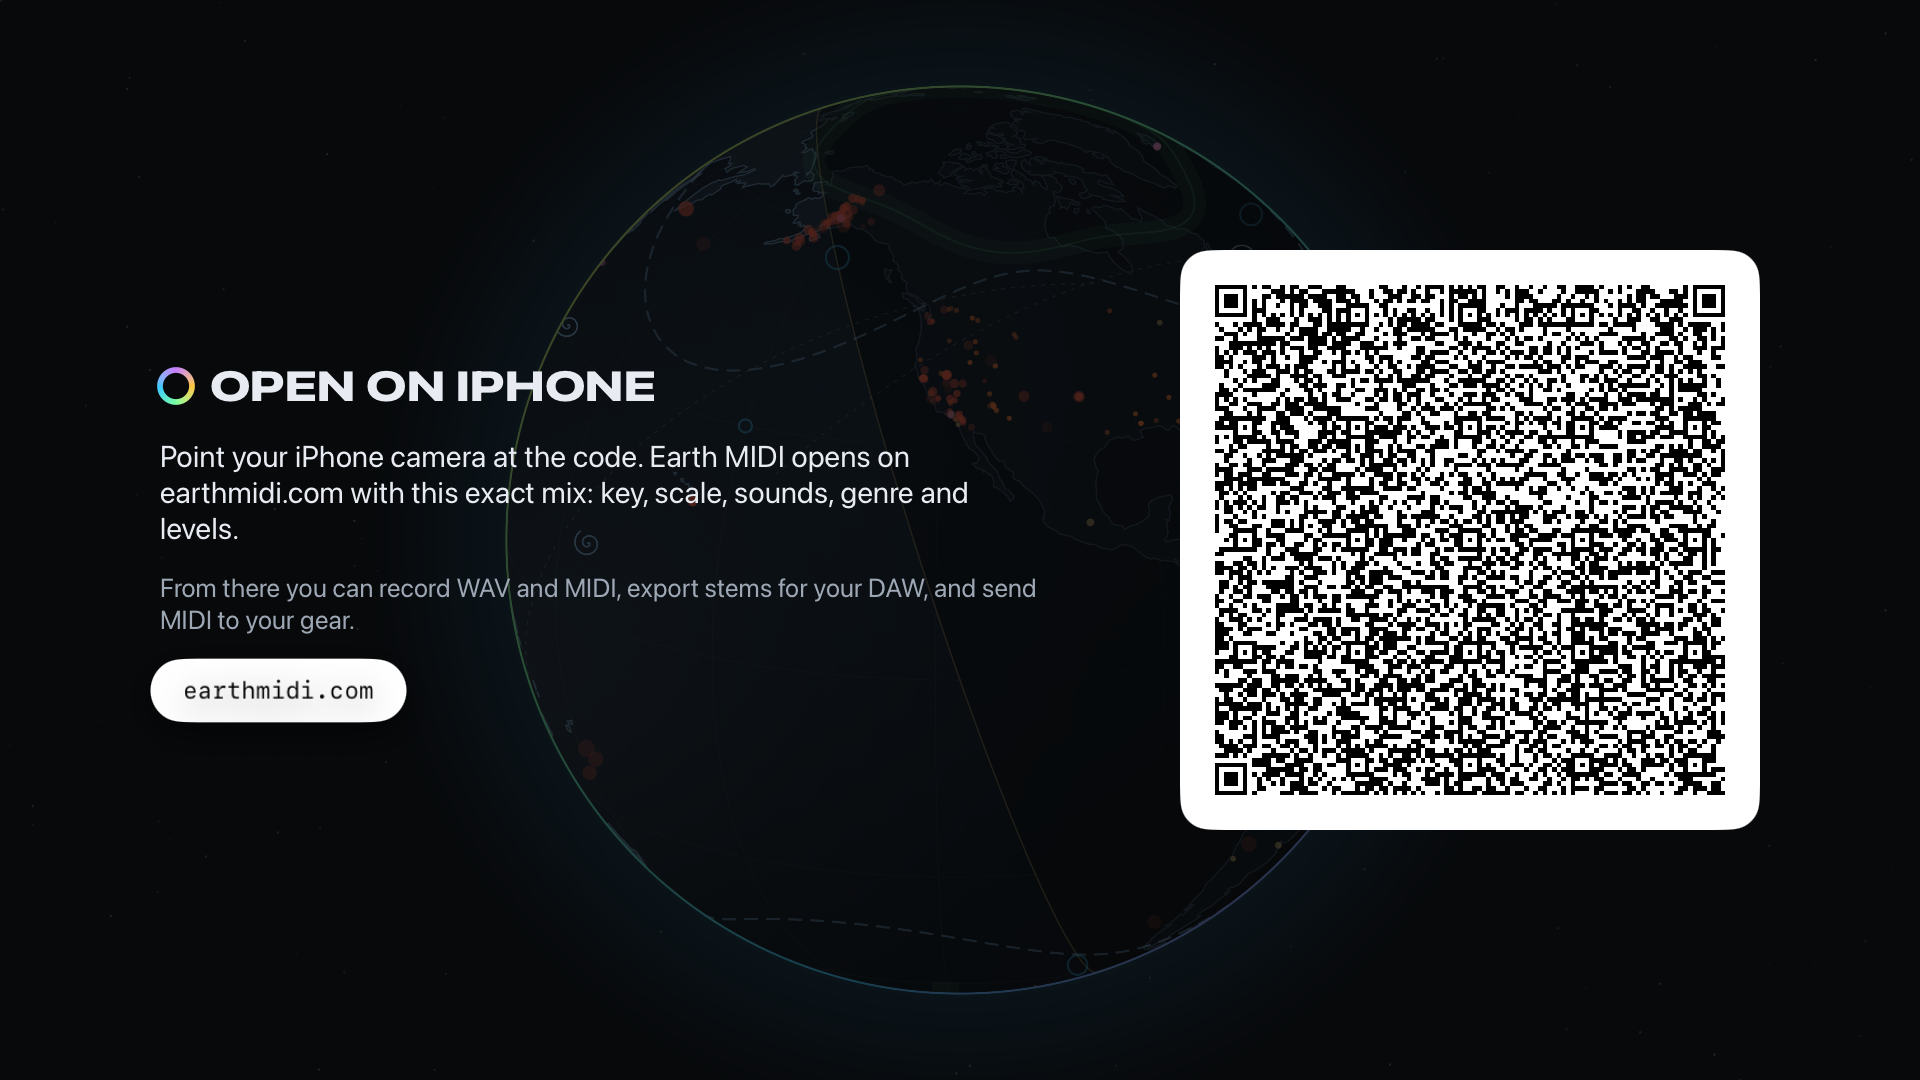 OPEN ON IPHONE
Point your iPhone camera at the code. Earth MIDI opens on
earthmidi.com with this exact mix: key, scale, sounds, genre and
levels.
From there you can record WAV and MIDI, export stems for your DAW, and send
MIDI to your gear.
earthmidi.com